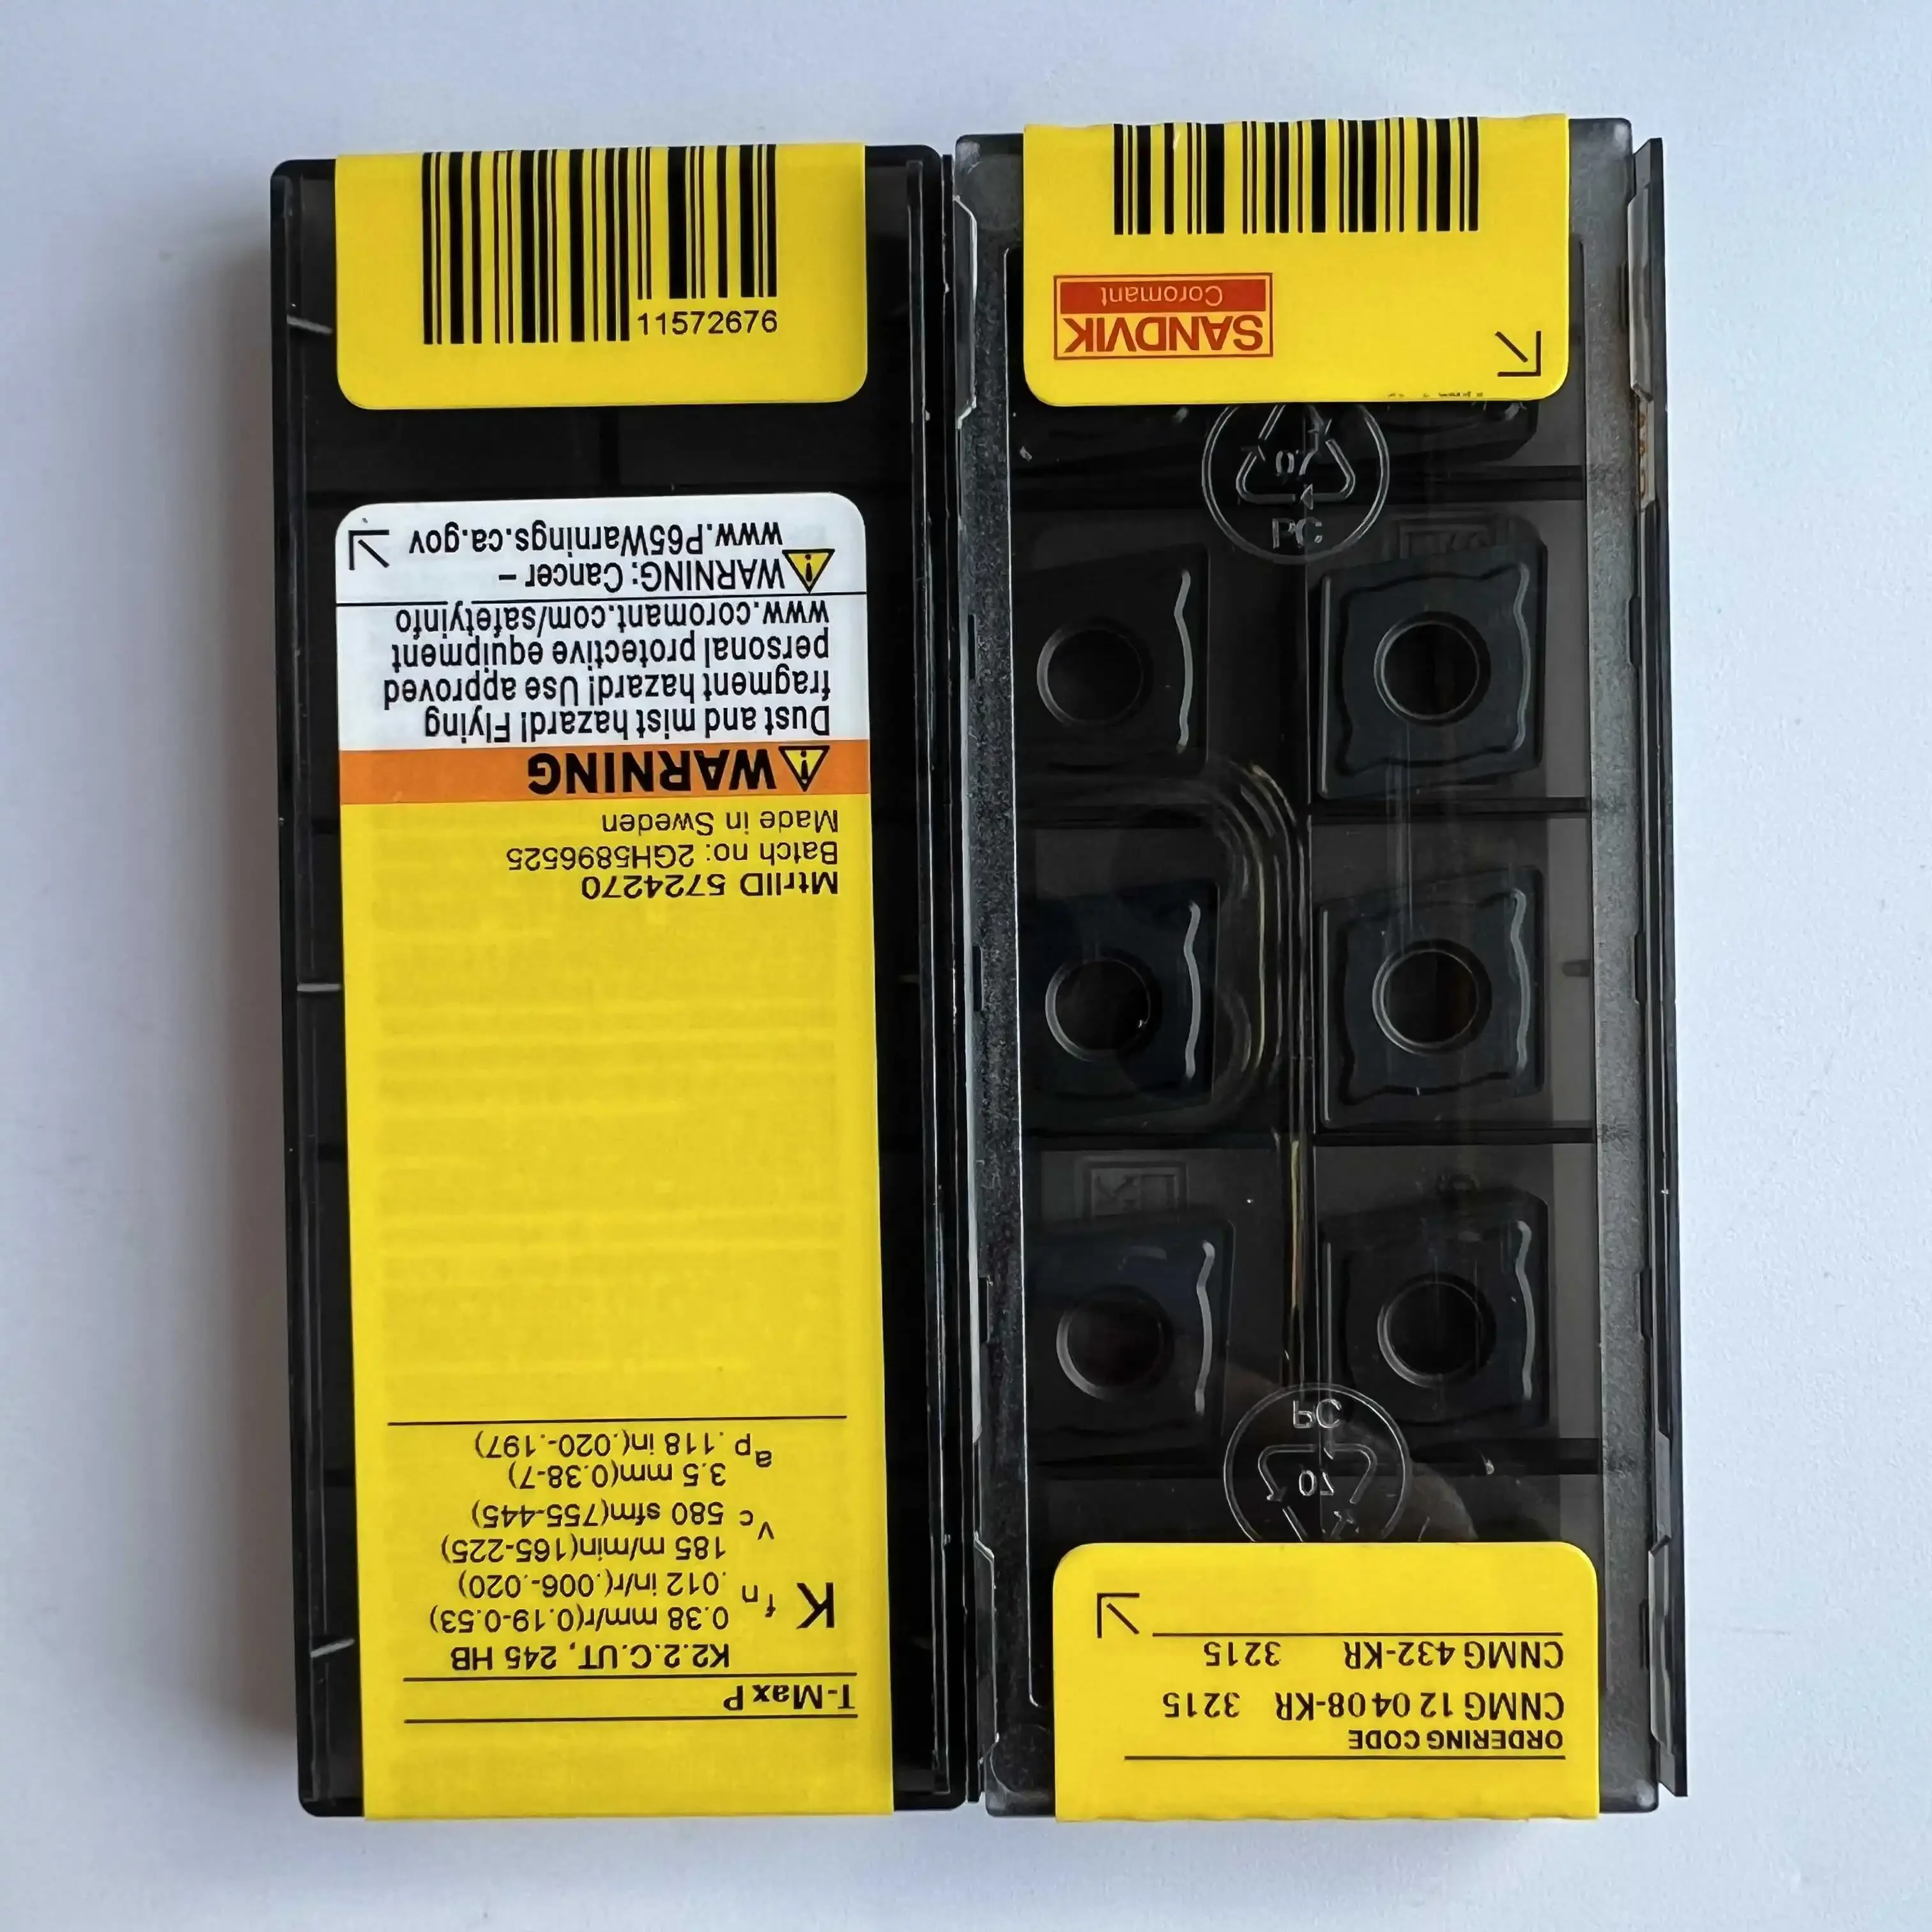 11572676
T-Max P
K2.2.C.UT, 245 HB
K fn 0.38 mm/r(0.19-0.53)
.012 in/r(.006-.020)
vc 185 m/min(165-225)
580 sfm(755-445)
ap 3.5 mm(0.38-7)
.118 in(.020-.197)
MtrlID 5724270
Batch no: 2GH5896525
Made in Sweden
WARNING
Dust and mist hazard! Flying
fragment hazard! Use approved
personal protective equipment
www.coromant.com/safetyinfo
WARNING: Cancer –
www.P65Warnings.ca.gov
ORDERING CODE
CNMG 12 04 08-KR 3215
CNMG 432-KR 3215
PC
07
07
PC
SANDVIK
Coromant